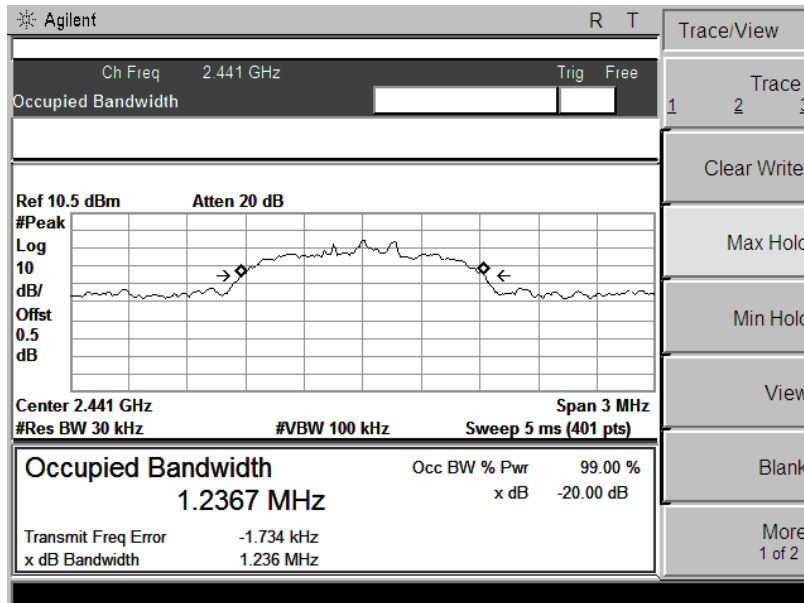 Agilent R T
Trace/View
Ch Freq 2.441 GHz Trig Free
Occupied Bandwidth
Trace
1 2 3
Clear Write
Max Hold
Min Hold
View
Blank
More
1 of 2
Ref 10.5 dBm Atten 20 dB
#Peak
Log
10
dB/
Offst
0.5
dB
Center 2.441 GHz Span 3 MHz
#Res BW 30 kHz #VBW 100 kHz Sweep 5 ms (401 pts)
Occupied Bandwidth Occ BW % Pwr 99.00 %
1.2367 MHz x dB -20.00 dB
Transmit Freq Error -1.734 kHz
x dB Bandwidth 1.236 MHz